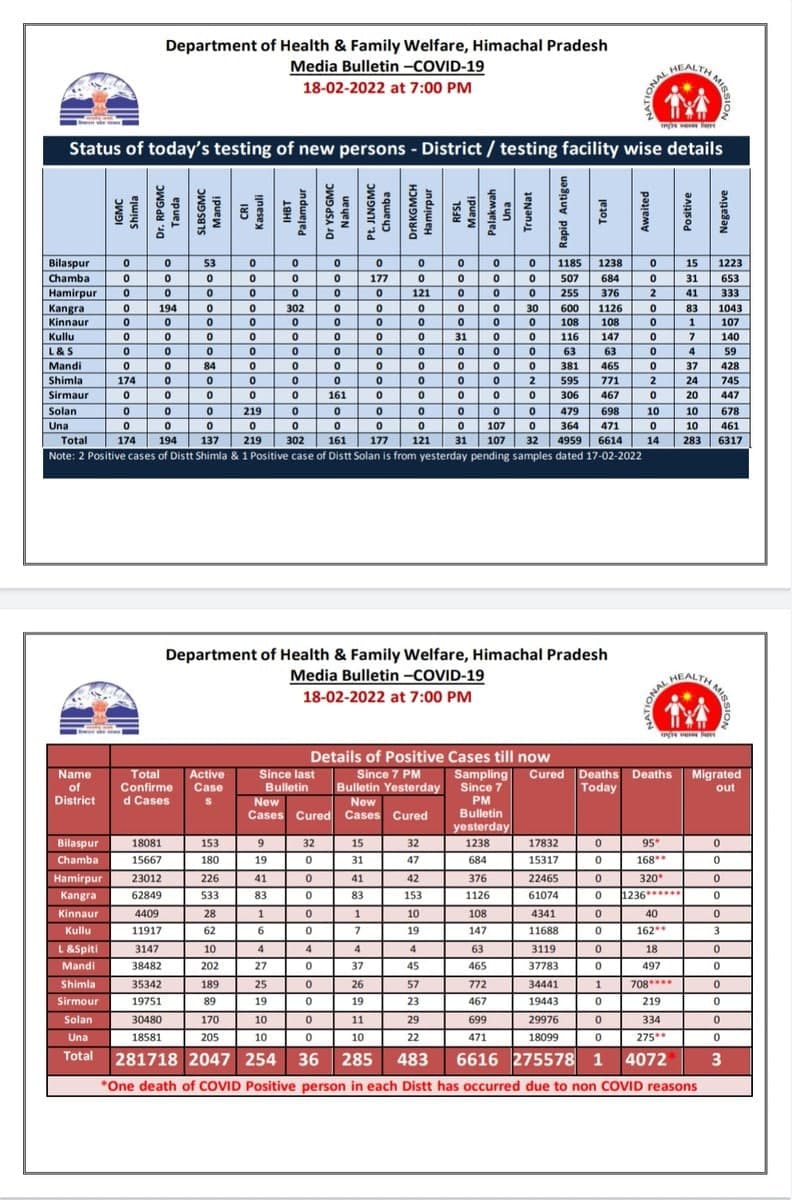 Department of Health & Family Welfare, Himachal Pradesh
Media Bulletin –COVID-19
18-02-2022 at 7:00 PM
NATIONAL HEALTH MISSION
Status of today's testing of new persons - District / testing facility wise details
IGMC Shimla Dr. RPGMC Tanda SLBSGMC Mandi CRI Kasauli IHBT Palampur Dr YSPGMC Nahan Pt. JLNGMC Chamba DrRKGMCH Hamirpur RFSL Mandi Palakwah Una TrueNat Rapid Antigen Total Awaited Positive Negative
Bilaspur 0 0 53 0 0 0 0 0 0 0 0 1185 1238 0 15 1223
Chamba 0 0 0 0 0 0 177 0 0 0 0 507 684 0 31 653
Hamirpur 0 0 0 0 0 0 0 121 0 0 0 255 376 2 41 333
Kangra 0 194 0 0 302 0 0 0 0 0 30 600 1126 0 83 1043
Kinnaur 0 0 0 0 0 0 0 0 0 0 0 108 108 0 1 107
Kullu 0 0 0 0 0 0 0 0 31 0 0 116 147 0 7 140
L & S 0 0 0 0 0 0 0 0 0 0 0 63 63 0 4 59
Mandi 0 0 84 0 0 0 0 0 0 0 0 381 465 0 37 428
Shimla 174 0 0 0 0 0 0 0 0 0 2 595 771 2 24 745
Sirmaur 0 0 0 0 0 161 0 0 0 0 0 306 467 0 20 447
Solan 0 0 0 219 0 0 0 0 0 0 0 479 698 10 10 678
Una 0 0 0 0 0 0 0 0 0 107 0 364 471 0 10 461
Total 174 194 137 219 302 161 177 121 31 107 32 4959 6614 14 283 6317
Note: 2 Positive cases of Distt Shimla & 1 Positive case of Distt Solan is from yesterday pending samples dated 17-02-2022
Department of Health & Family Welfare, Himachal Pradesh
Media Bulletin –COVID-19
18-02-2022 at 7:00 PM
NATIONAL HEALTH MISSION
Details of Positive Cases till now
Name of District Total Confirme d Cases Active Case s Since last Bulletin New Cases Cured Since 7 PM Bulletin Yesterday New Cases Cured Sampling Since 7 PM Bulletin yesterday Cured Deaths Today Deaths Migrated out
Bilaspur 18081 153 9 32 15 32 1238 17832 0 95* 0
Chamba 15667 180 19 0 31 47 684 15317 0 168** 0
Hamirpur 23012 226 41 0 41 42 376 22465 0 320* 0
Kangra 62849 533 83 0 83 153 1126 61074 0 1236****** 0
Kinnaur 4409 28 1 0 1 10 108 4341 0 40 0
Kullu 11917 62 6 0 7 19 147 11688 0 162** 3
L &Spiti 3147 10 4 4 4 4 63 3119 0 18 0
Mandi 38482 202 27 0 37 45 465 37783 0 497 0
Shimla 35342 189 25 0 26 57 772 34441 1 708**** 0
Sirmour 19751 89 19 0 19 23 467 19443 0 219 0
Solan 30480 170 10 0 11 29 699 29976 0 334 0
Una 18581 205 10 0 10 22 471 18099 0 275** 0
Total 281718 2047 254 36 285 483 6616 275578 1 4072* 3
*One death of COVID Positive person in each Distt has occurred due to non COVID reasons